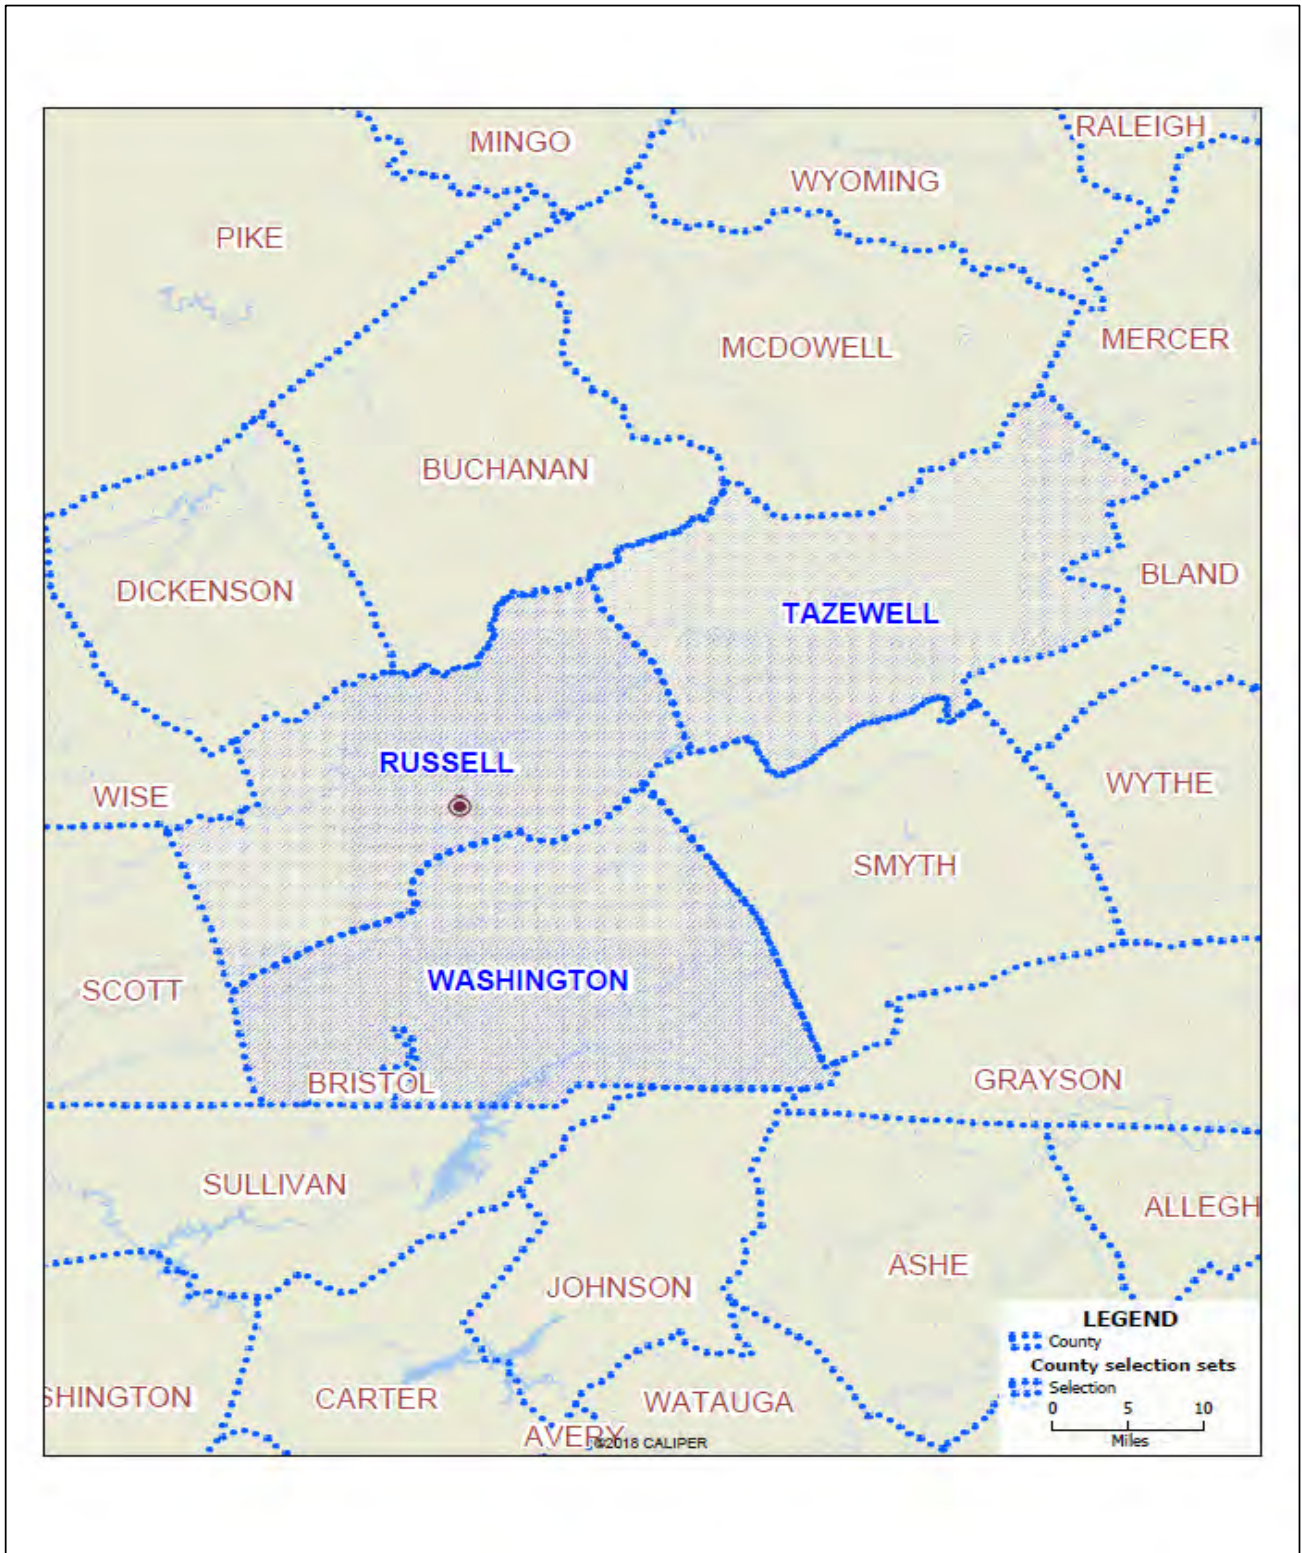 RALEIGH
MINGO
WYOMING
PIKE
MERCER
MCDOWELL
BUCHANAN
BLAND
DICKENSON
TAZEWELL
RUSSELL
WYTHE
WISE
SMYTH
WASHINGTON
SCOTT
GRAYSON
BRISTOL
SULLIVAN
ALLEGH
ASHE
JOHNSON
LEGEND
County
County selection sets
Selection
0 5 10
Miles
SHINGTON
CARTER
WATAUGA
AVERY
©2018 CALIPER